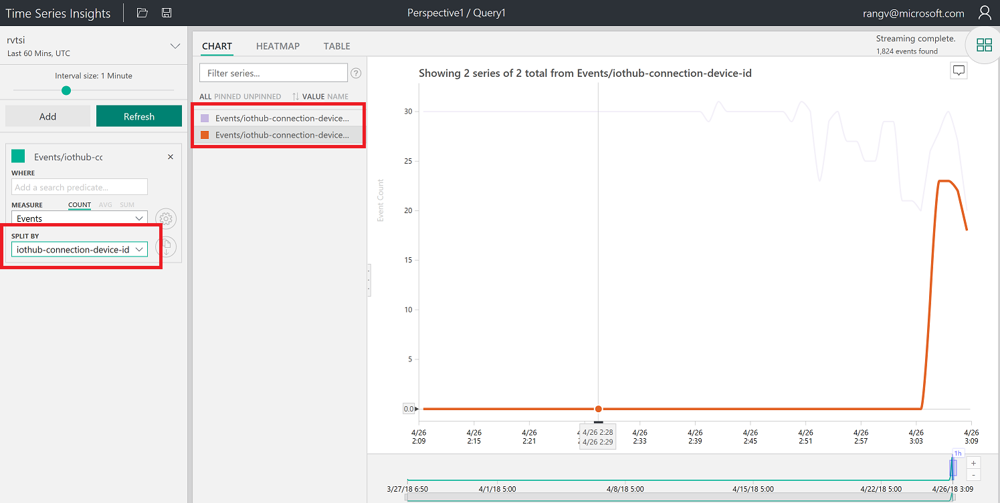 Time Series Insights
Perspective1 / Query1
rangv@microsoft.com
rvtsi
Last 60 Mins, UTC
Interval size: 1 Minute
Add
Refresh
Events/iothub-cc
×
WHERE
Add a search predicate...
MEASURE COUNT AVG SUM
Events
SPLIT BY
iothub-connection-device-id
CHART HEATMAP TABLE
Streaming complete.
1,824 events found
Filter series...
?
ALL PINNED UNPINNED VALUE NAME
Events/iothub-connection-device...
Events/iothub-connection-device...
Showing 2 series of 2 total from Events/iothub-connection-device-id
Event Count
30
25
20
15
10
5
0.0
4/26 4/26 4/26 4/26 4/26 4/26 4/26 4/26 4/26 4/26
2:09 2:15 2:21 2:33 2:39 2:45 2:51 2:57 3:03 3:09
4/26 2:28
4/26 2:29
1h
+
-
3/27/18 6:50 4/1/18 5:00 4/8/18 5:00 4/15/18 5:00 4/22/18 5:00 4/26/18 3:09